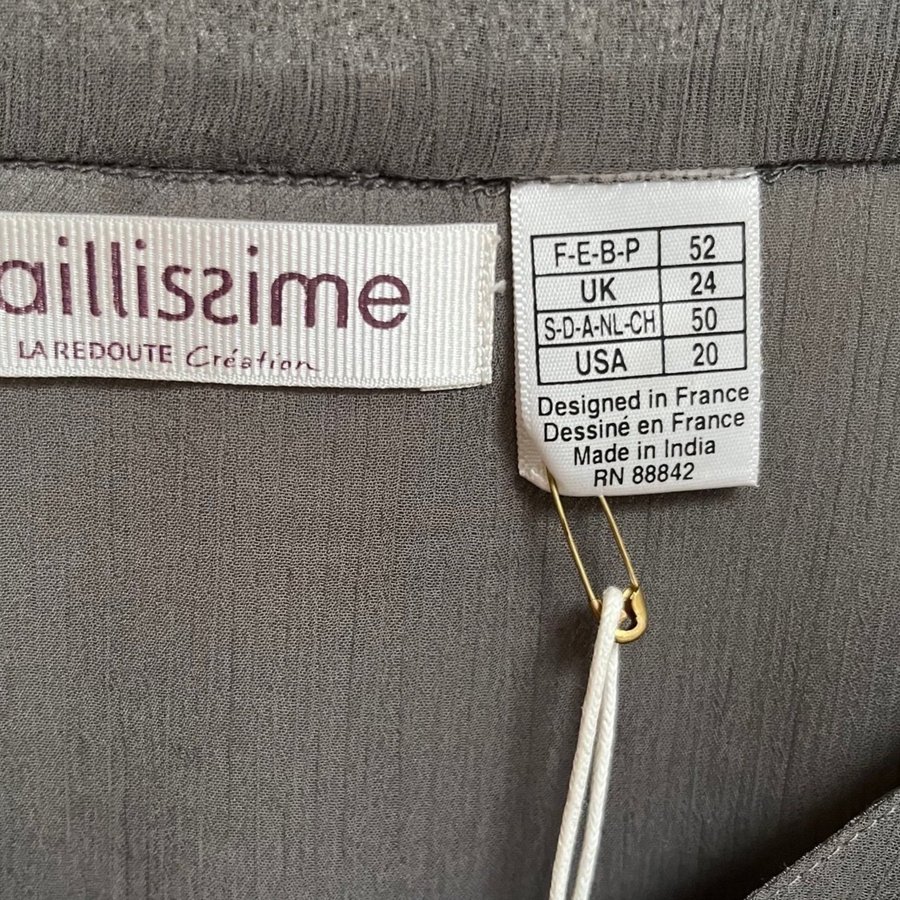 aillissime
LA REDOUTE Création
F-E-B-P 52
UK 24
S-D-A-NL-CH 50
USA 20
Designed in France
Dessiné en France
Made in India
RN 88842